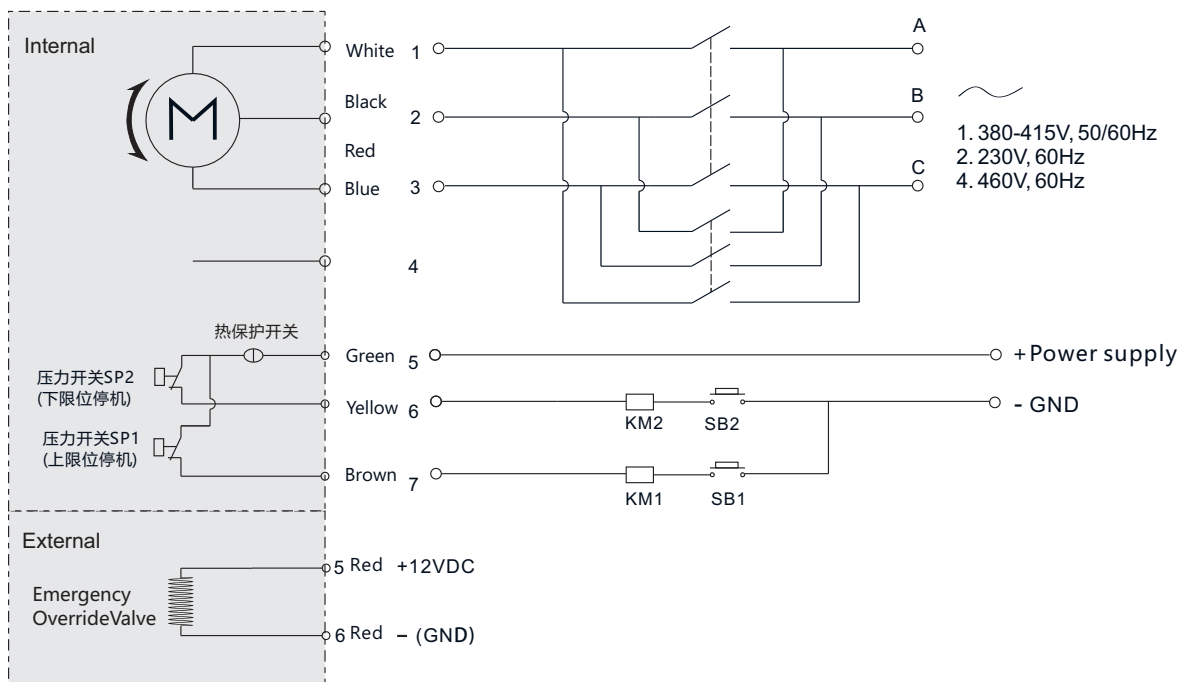 Internal
M
White 1
Black
2
Red
Blue 3
4
A
B
C
1. 380-415V, 50/60Hz
2. 230V, 60Hz
4. 460V, 60Hz
热保护开关
压力开关SP2
(下限位停机)
压力开关SP1
(上限位停机)
Green 5
+Power supply
Yellow 6
KM2
SB2
- GND
Brown 7
KM1
SB1
External
Emergency
OverrideValve
5 Red +12VDC
6 Red - (GND)